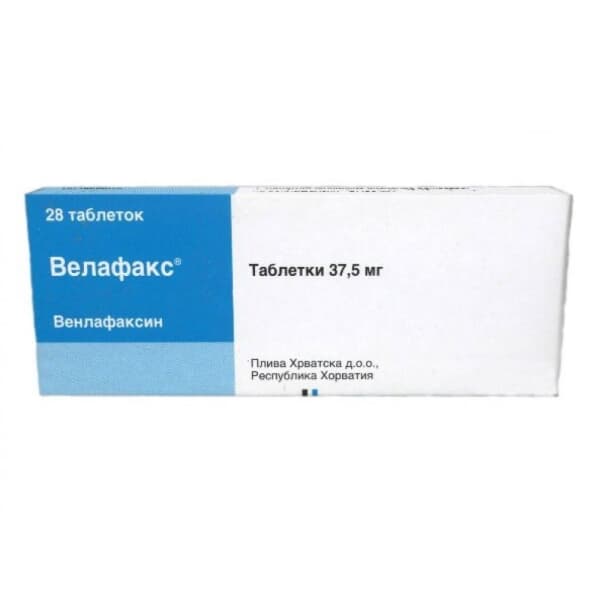 28 таблеток
Велафакс®
Венлафаксин
Таблетки 37,5 мг
Плива Хрватска д.о.о.,
Республика Хорватия